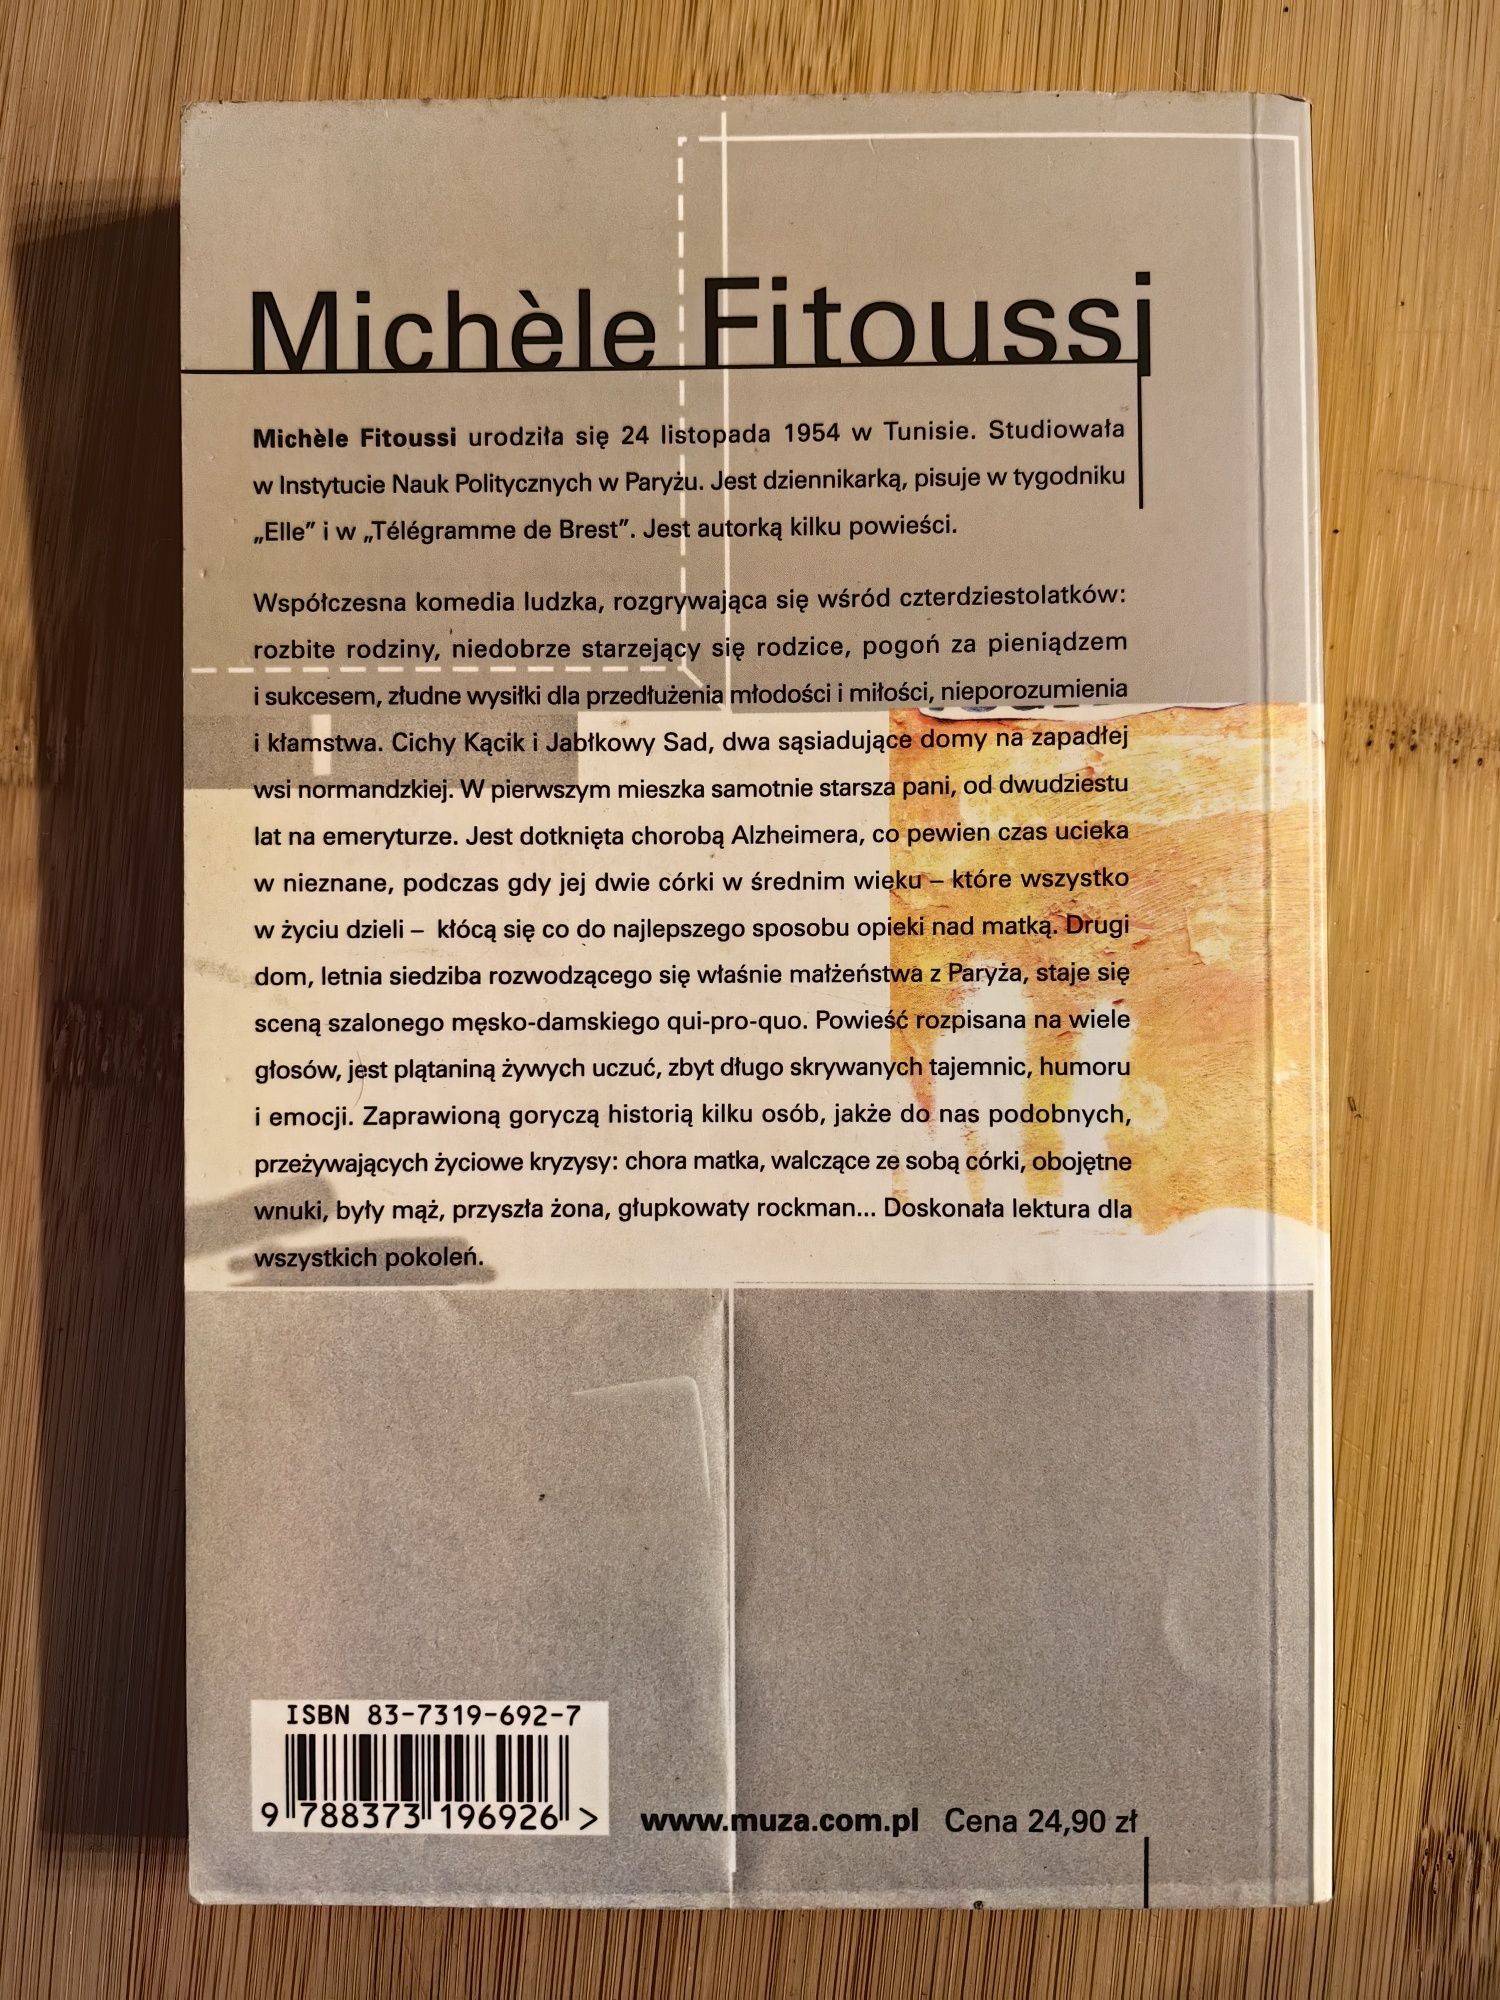 Michèle Fitoussi
Michèle Fitoussi urodziła się 24 listopada 1954 w Tunisie. Studiowała
w Instytucie Nauk Politycznych w Paryżu. Jest dziennikarką, pisuje w tygodniku
„Elle” i w „Télégramme de Brest”. Jest autorką kilku powieści.
Współczesna komedia ludzka, rozgrywająca się wśród czterdziestolatków:
rozbite rodziny, niedobrze starzejący się rodzice, pogoń za pieniądzem
i sukcesem, złudne wysiłki dla przedłużenia młodości i miłości, nieporozumienia
i kłamstwa. Cichy Kącik i Jabłkowy Sad, dwa sąsiadujące domy na zapadłej
wsi normandzkiej. W pierwszym mieszka samotnie starsza pani, od dwudziestu
lat na emeryturze. Jest dotknięta chorobą Alzheimera, co pewien czas ucieka
w nieznane, podczas gdy jej dwie córki w średnim wieku – które wszystko
w życiu dzieli – kłócą się co do najlepszego sposobu opieki nad matką. Drugi
dom, letnia siedziba rozwodzącego się właśnie małżeństwa z Paryża, staje się
sceną szalonego męsko-damskiego qui-pro-quo. Powieść rozpisana na wiele
głosów, jest plątaniną żywych uczuć, zbyt długo skrywanych tajemnic, humoru
i emocji. Zaprawioną goryczą historią kilku osób, jakże do nas podobnych,
przeżywających życiowe kryzysy: chora matka, walczące ze sobą córki, obojętne
wnuki, były mąż, przyszła żona, głupkowaty rockman... Doskonała lektura dla
wszystkich pokoleń.
ISBN 83-7319-692-7
9 788373 196926 >
www.muza.com.pl Cena 24,90 zł